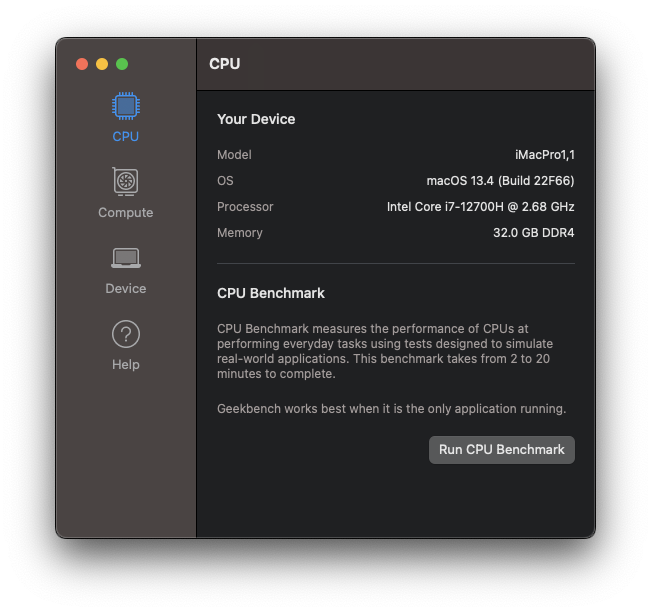 CPU
CPU
Compute
Device
Help
Your Device
Model iMacPro1,1
OS macOS 13.4 (Build 22F66)
Processor Intel Core i7-12700H @ 2.68 GHz
Memory 32.0 GB DDR4
CPU Benchmark
CPU Benchmark measures the performance of CPUs at
performing everyday tasks using tests designed to simulate
real-world applications. This benchmark takes from 2 to 20
minutes to complete.
Geekbench works best when it is the only application running.
Run CPU Benchmark